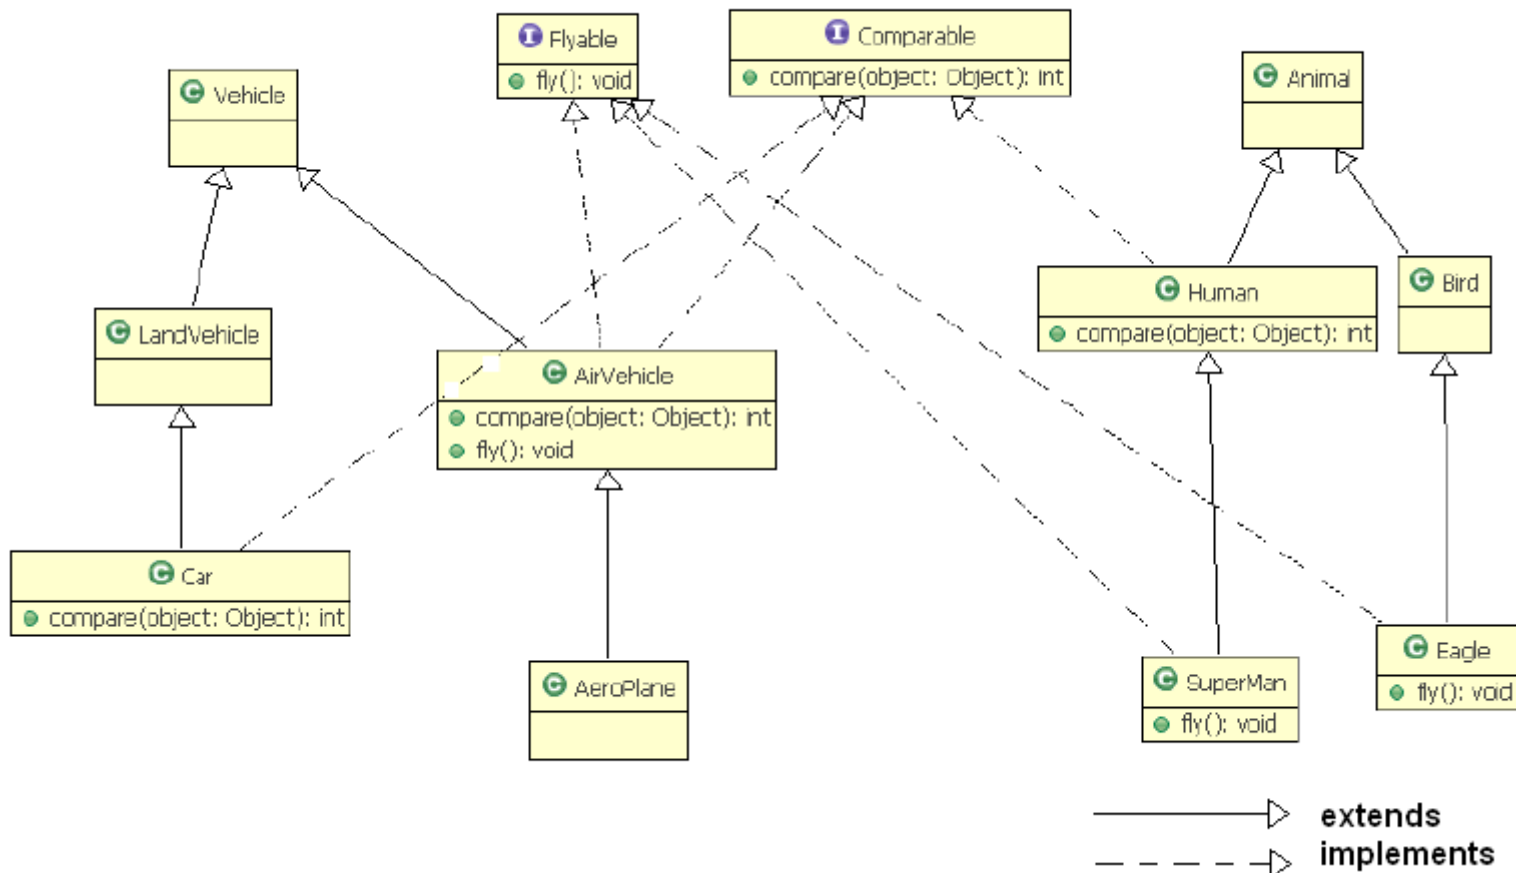 Flyable
fly(): void
Comparable
compare(object: Object): int
Vehicle
Animal
LandVehicle
AirVehicle
compare(object: Object): int
fly(): void
Human
compare(object: Object): int
Bird
Car
compare(object: Object): int
AeroPlane
SuperMan
fly(): void
Eagle
fly(): void
extends
implements